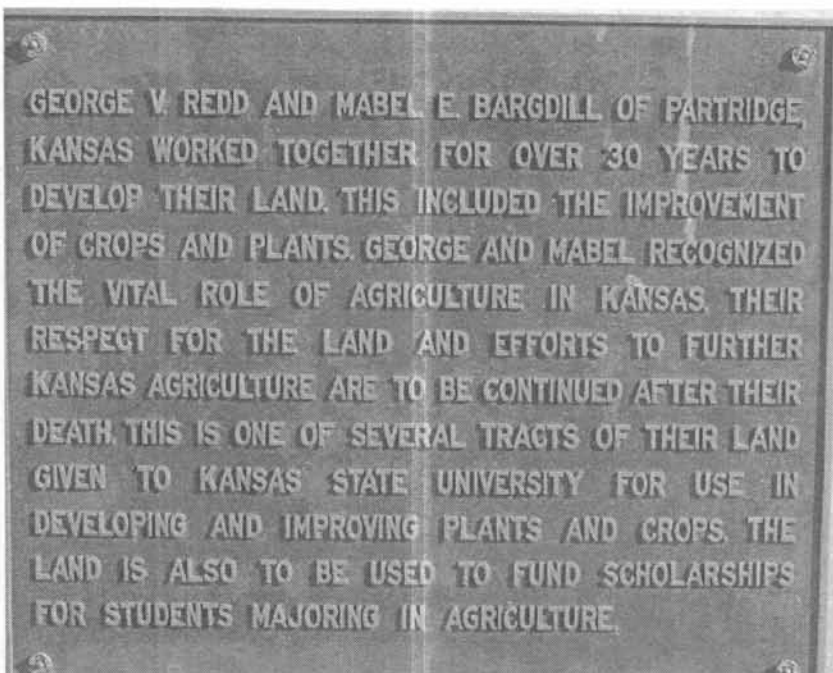 GEORGE V. REDD AND MABEL E. BARGDILL OF PARTRIDGE,
KANSAS WORKED TOGETHER FOR OVER 30 YEARS TO
DEVELOP THEIR LAND. THIS INCLUDED THE IMPROVEMENT
OF CROPS AND PLANTS. GEORGE AND MABEL RECOGNIZED
THE VITAL ROLE OF AGRICULTURE IN KANSAS. THEIR
RESPECT FOR THE LAND AND EFFORTS TO FURTHER
KANSAS AGRICULTURE ARE TO BE CONTINUED AFTER THEIR
DEATH. THIS IS ONE OF SEVERAL TRACTS OF THEIR LAND
GIVEN TO KANSAS STATE UNIVERSITY FOR USE IN
DEVELOPING AND IMPROVING PLANTS AND CROPS. THE
LAND IS ALSO TO BE USED TO FUND SCHOLARSHIPS
FOR STUDENTS MAJORING IN AGRICULTURE.